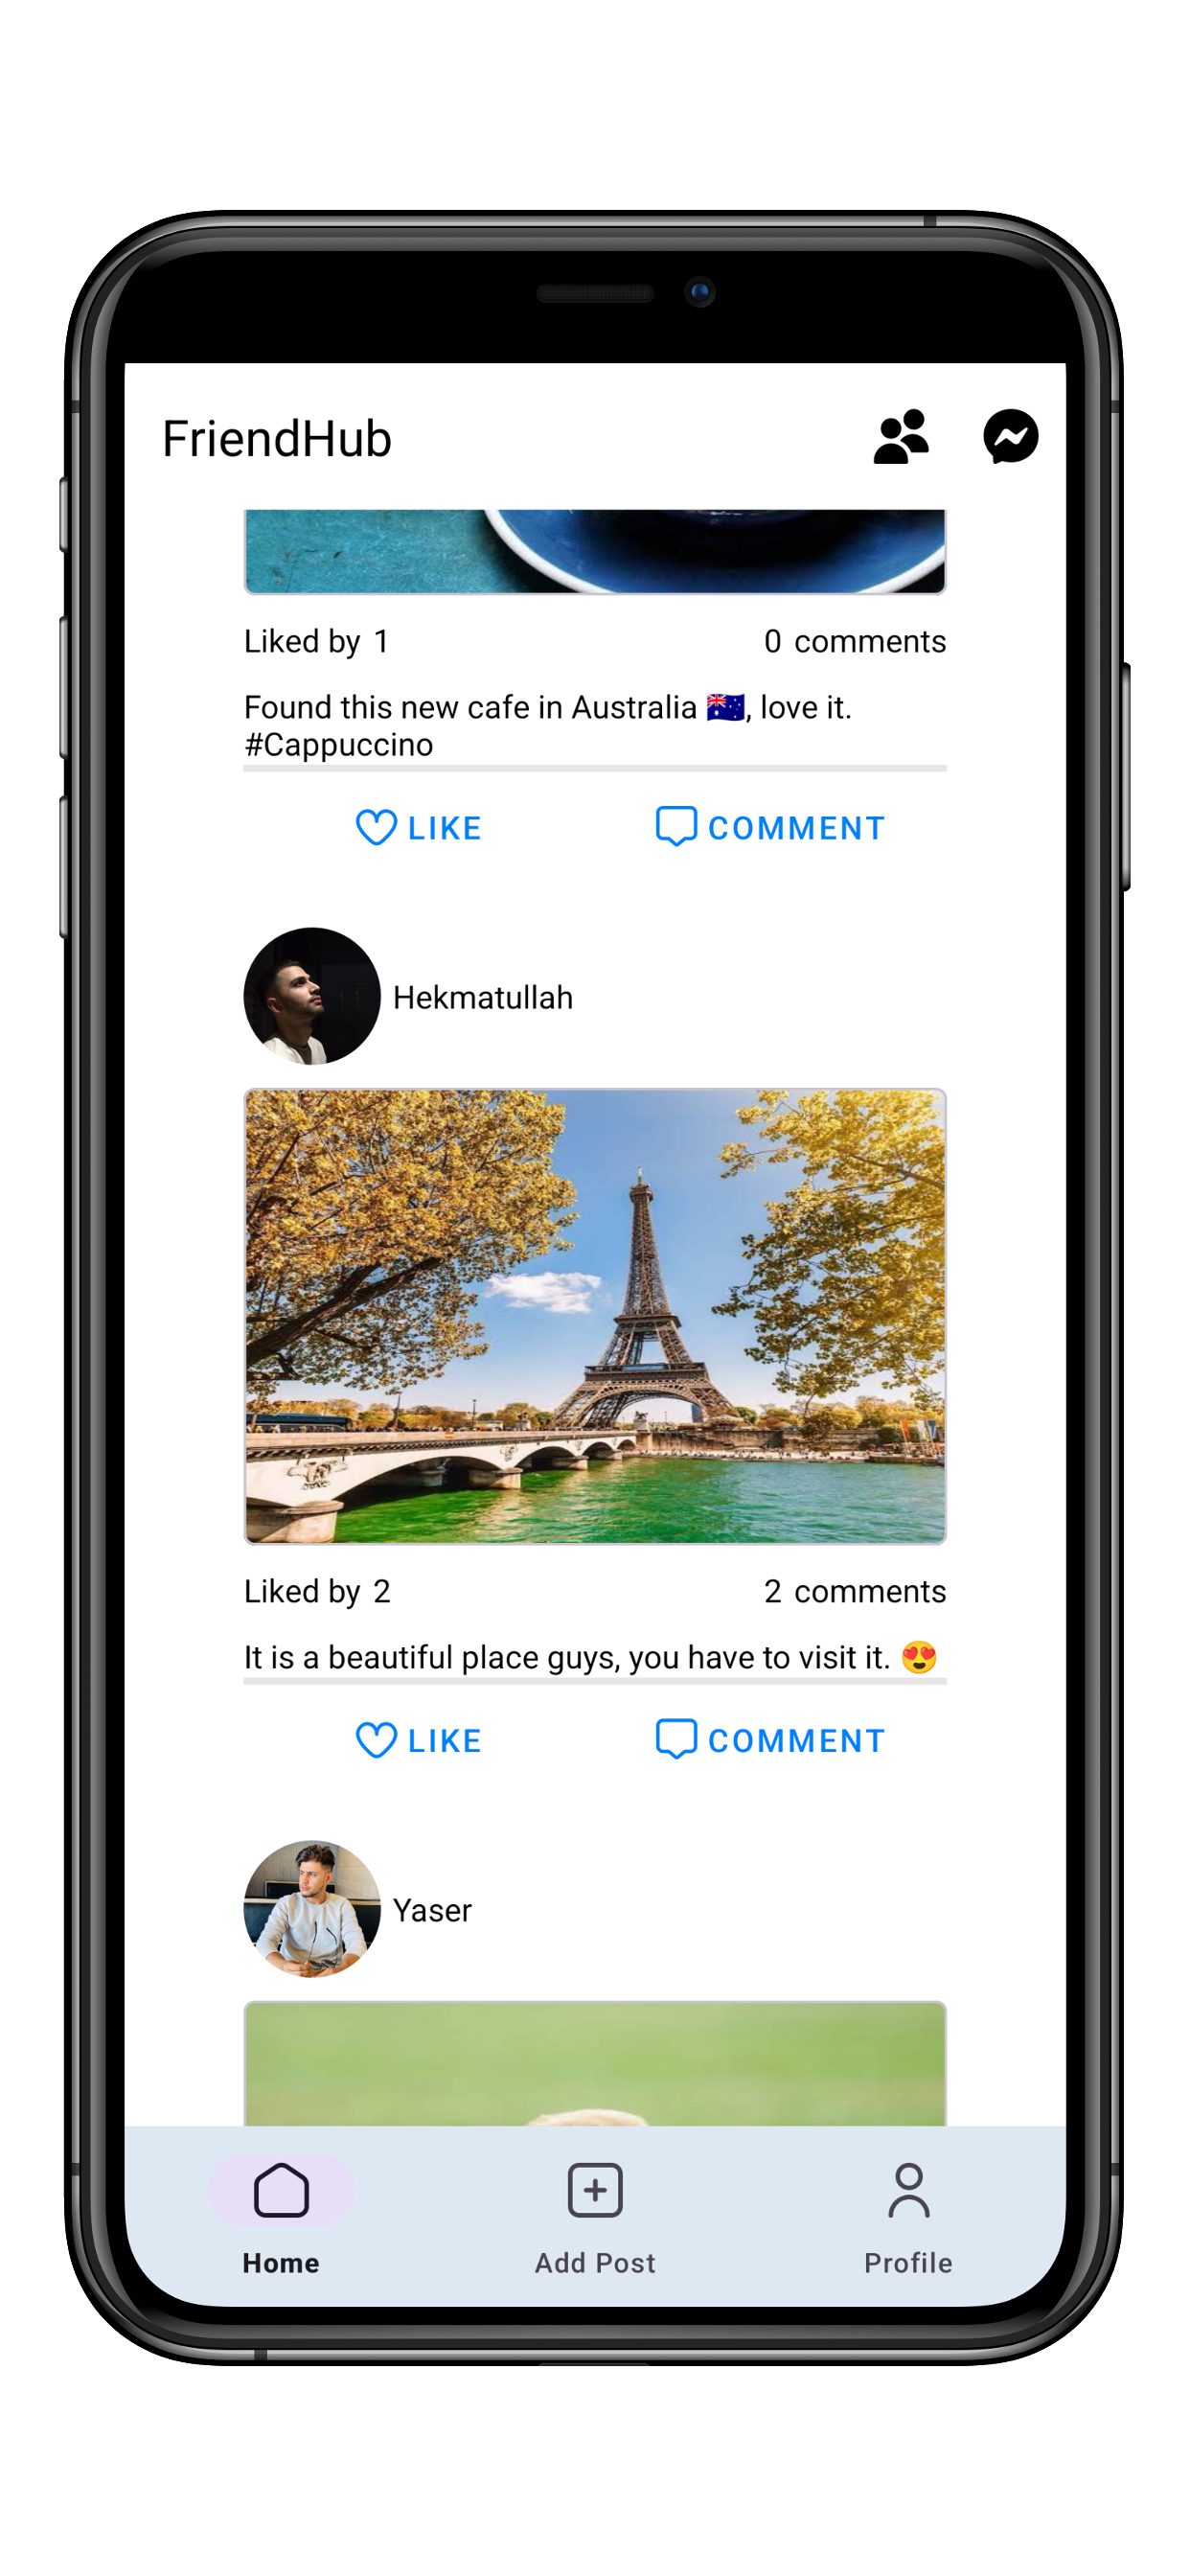 FriendHub
Liked by 1
0 comments
Found this new cafe in Australia 🇦🇺, love it.
#Cappuccino
LIKE
COMMENT
Hekmatullah
Liked by 2
2 comments
It is a beautiful place guys, you have to visit it. 😍
LIKE
COMMENT
Yaser
Home
Add Post
Profile